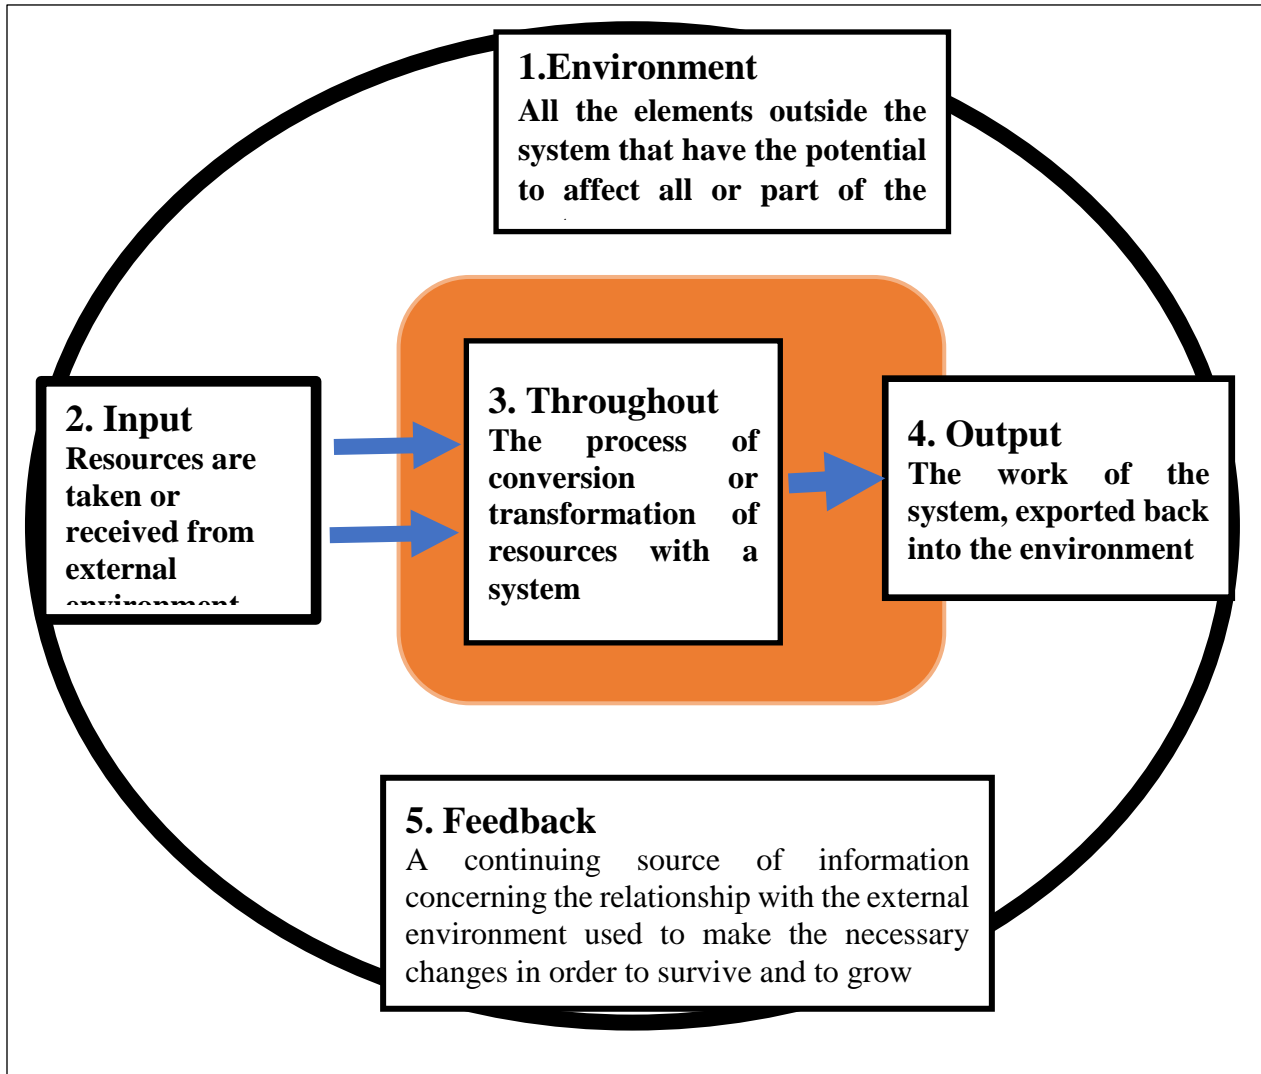 1.Environment
All the elements outside the
system that have the potential
to affect all or part of the
2. Input
Resources are
taken or
received from
external
environment
3. Throughout
The process of
conversion or
transformation of
resources with a
system
4. Output
The work of the
system, exported back
into the environment
5. Feedback
A continuing source of information
concerning the relationship with the external
environment used to make the necessary
changes in order to survive and to grow